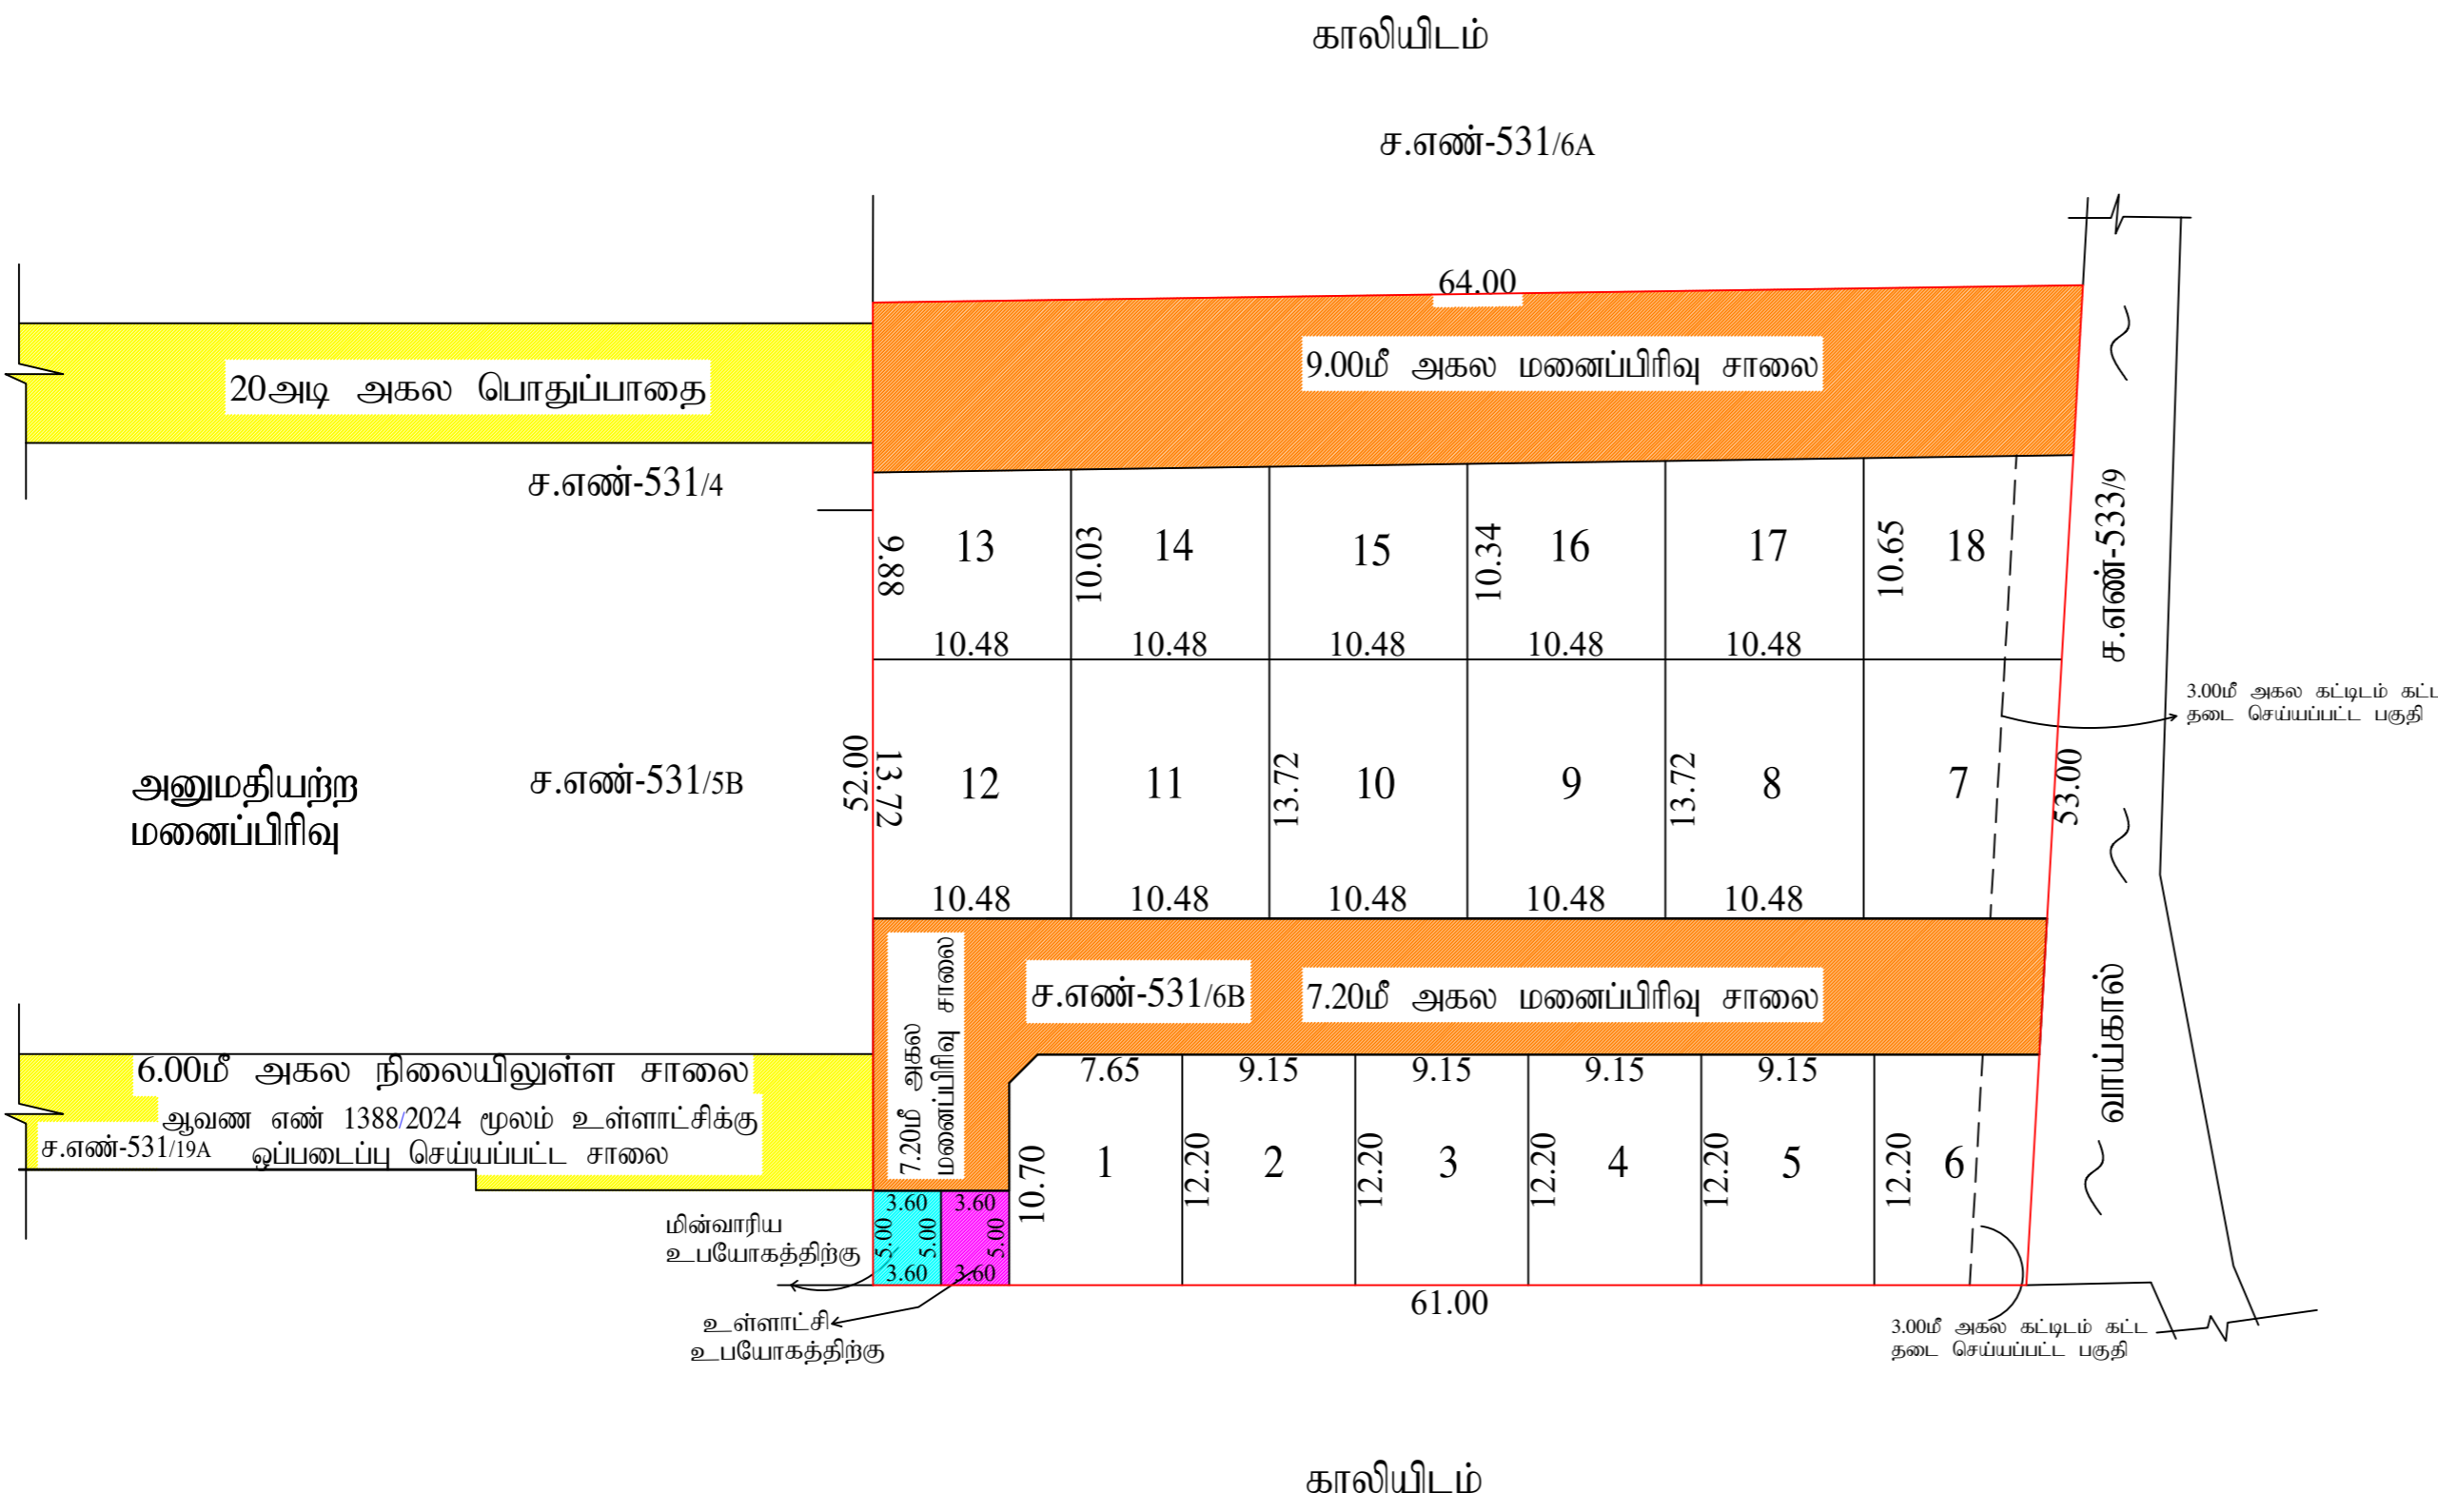 காலியிடம்
ச.எண்-531/6A
64.00
9.00மீ அகல மனைப்பிரிவு சாலை
20அடி அகல பொதுப்பாதை
ச.எண்-531/4
9.88
13
10.03
14
15
10.34
16
17
10.65
18
10.48
10.48
10.48
10.48
10.48
ச.எண்-533/9
3.00மீ அகல கட்டிடம் கட்ட
தடை செய்யப்பட்ட பகுதி
அனுமதியற்ற
மனைப்பிரிவு
ச.எண்-531/5B
52.00
13.72
12
11
13.72
10
9
13.72
8
7
53.00
10.48
10.48
10.48
10.48
10.48
7.20மீ அகல
மனைப்பிரிவு சாலை
ச.எண்-531/6B
7.20மீ அகல மனைப்பிரிவு சாலை
வாய்கால்
6.00மீ அகல நிலையிலுள்ள சாலை
ஆவண எண் 1388/2024 மூலம் உள்ளாட்சிக்கு
ச.எண்-531/19A
ஒப்படைப்பு செய்யப்பட்ட சாலை
7.65
9.15
9.15
9.15
9.15
10.70
1
12.20
2
12.20
3
12.20
4
12.20
5
12.20
6
3.60
3.60
5.00
5.00
5.00
3.60
3.60
மின்வாரிய
உபயோகத்திற்கு
உள்ளாட்சி
உபயோகத்திற்கு
61.00
3.00மீ அகல கட்டிடம் கட்ட
தடை செய்யப்பட்ட பகுதி
காலியிடம்